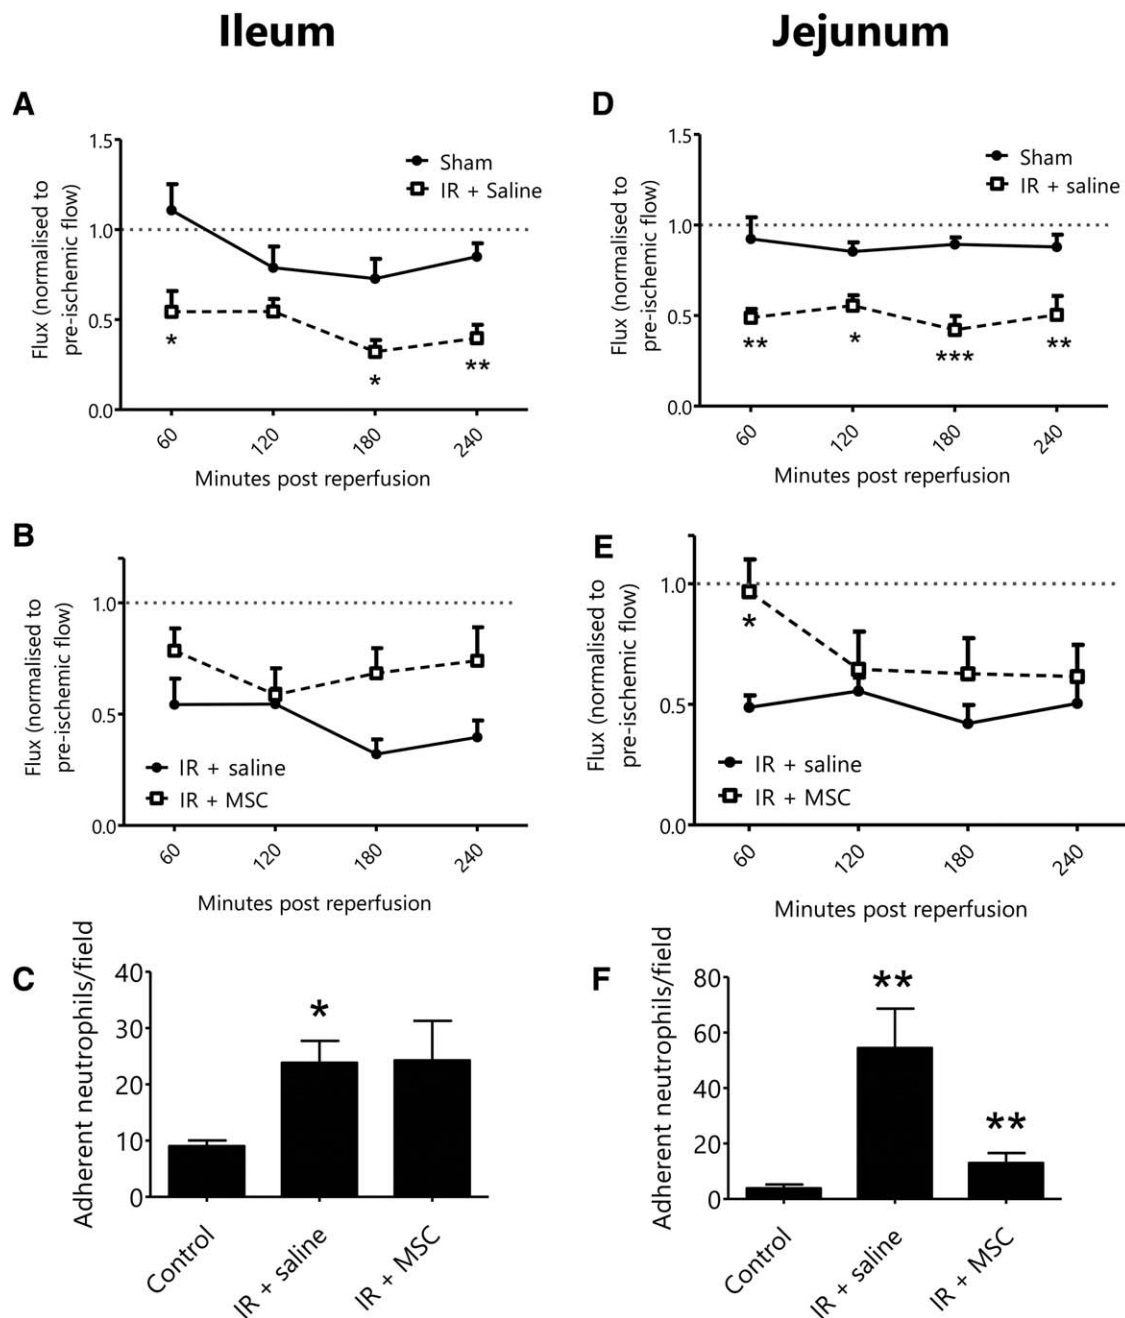 Ileum
Jejunum
A
Flux (normalised to
pre-ischemic flow)
1.5
1.0
0.5
0.0
Sham
IR + Saline
*
*
**
60
120
180
240
Minutes post reperfusion
D
Flux (normalised to
pre-ischemic flow)
1.5
1.0
0.5
0.0
Sham
IR + saline
**
*
***
**
60
120
180
240
Minutes post reperfusion
B
Flux (normalised to
pre-ischemic flow)
1.0
0.5
0.0
IR + saline
IR + MSC
60
120
180
240
Minutes post reperfusion
E
Flux (normalised to
pre-ischemic flow)
1.0
0.5
0.0
*
IR + saline
IR + MSC
60
120
180
240
Minutes post reperfusion
C
Adherent neutrophils/field
40
30
20
10
0
*
Control
IR + saline
IR + MSC
F
Adherent neutrophils/field
80
60
40
20
0
**
**
Control
IR + saline
IR + MSC